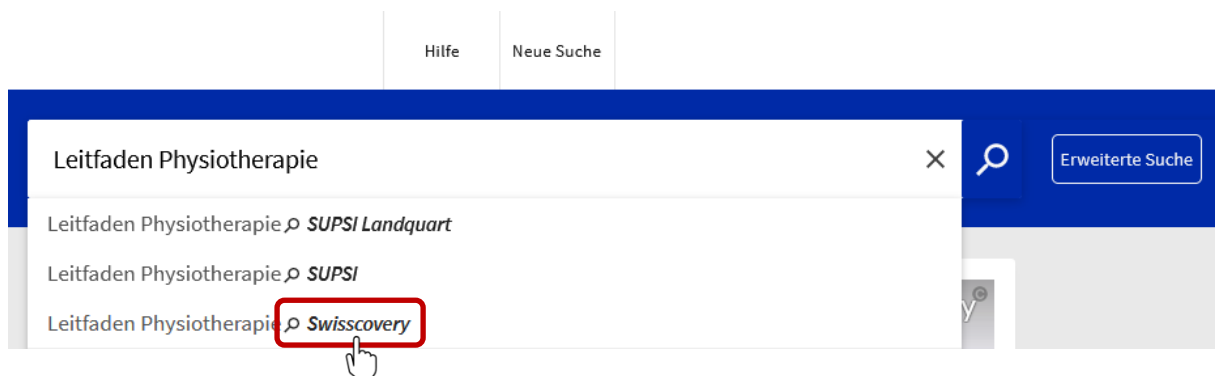 Hilfe
Neue Suche
Leitfaden Physiotherapie
Erweiterte Suche
Leitfaden Physiotherapie SUPSI Landquart
Leitfaden Physiotherapie SUPSI
Leitfaden Physiotherapie Swisscovery
y©